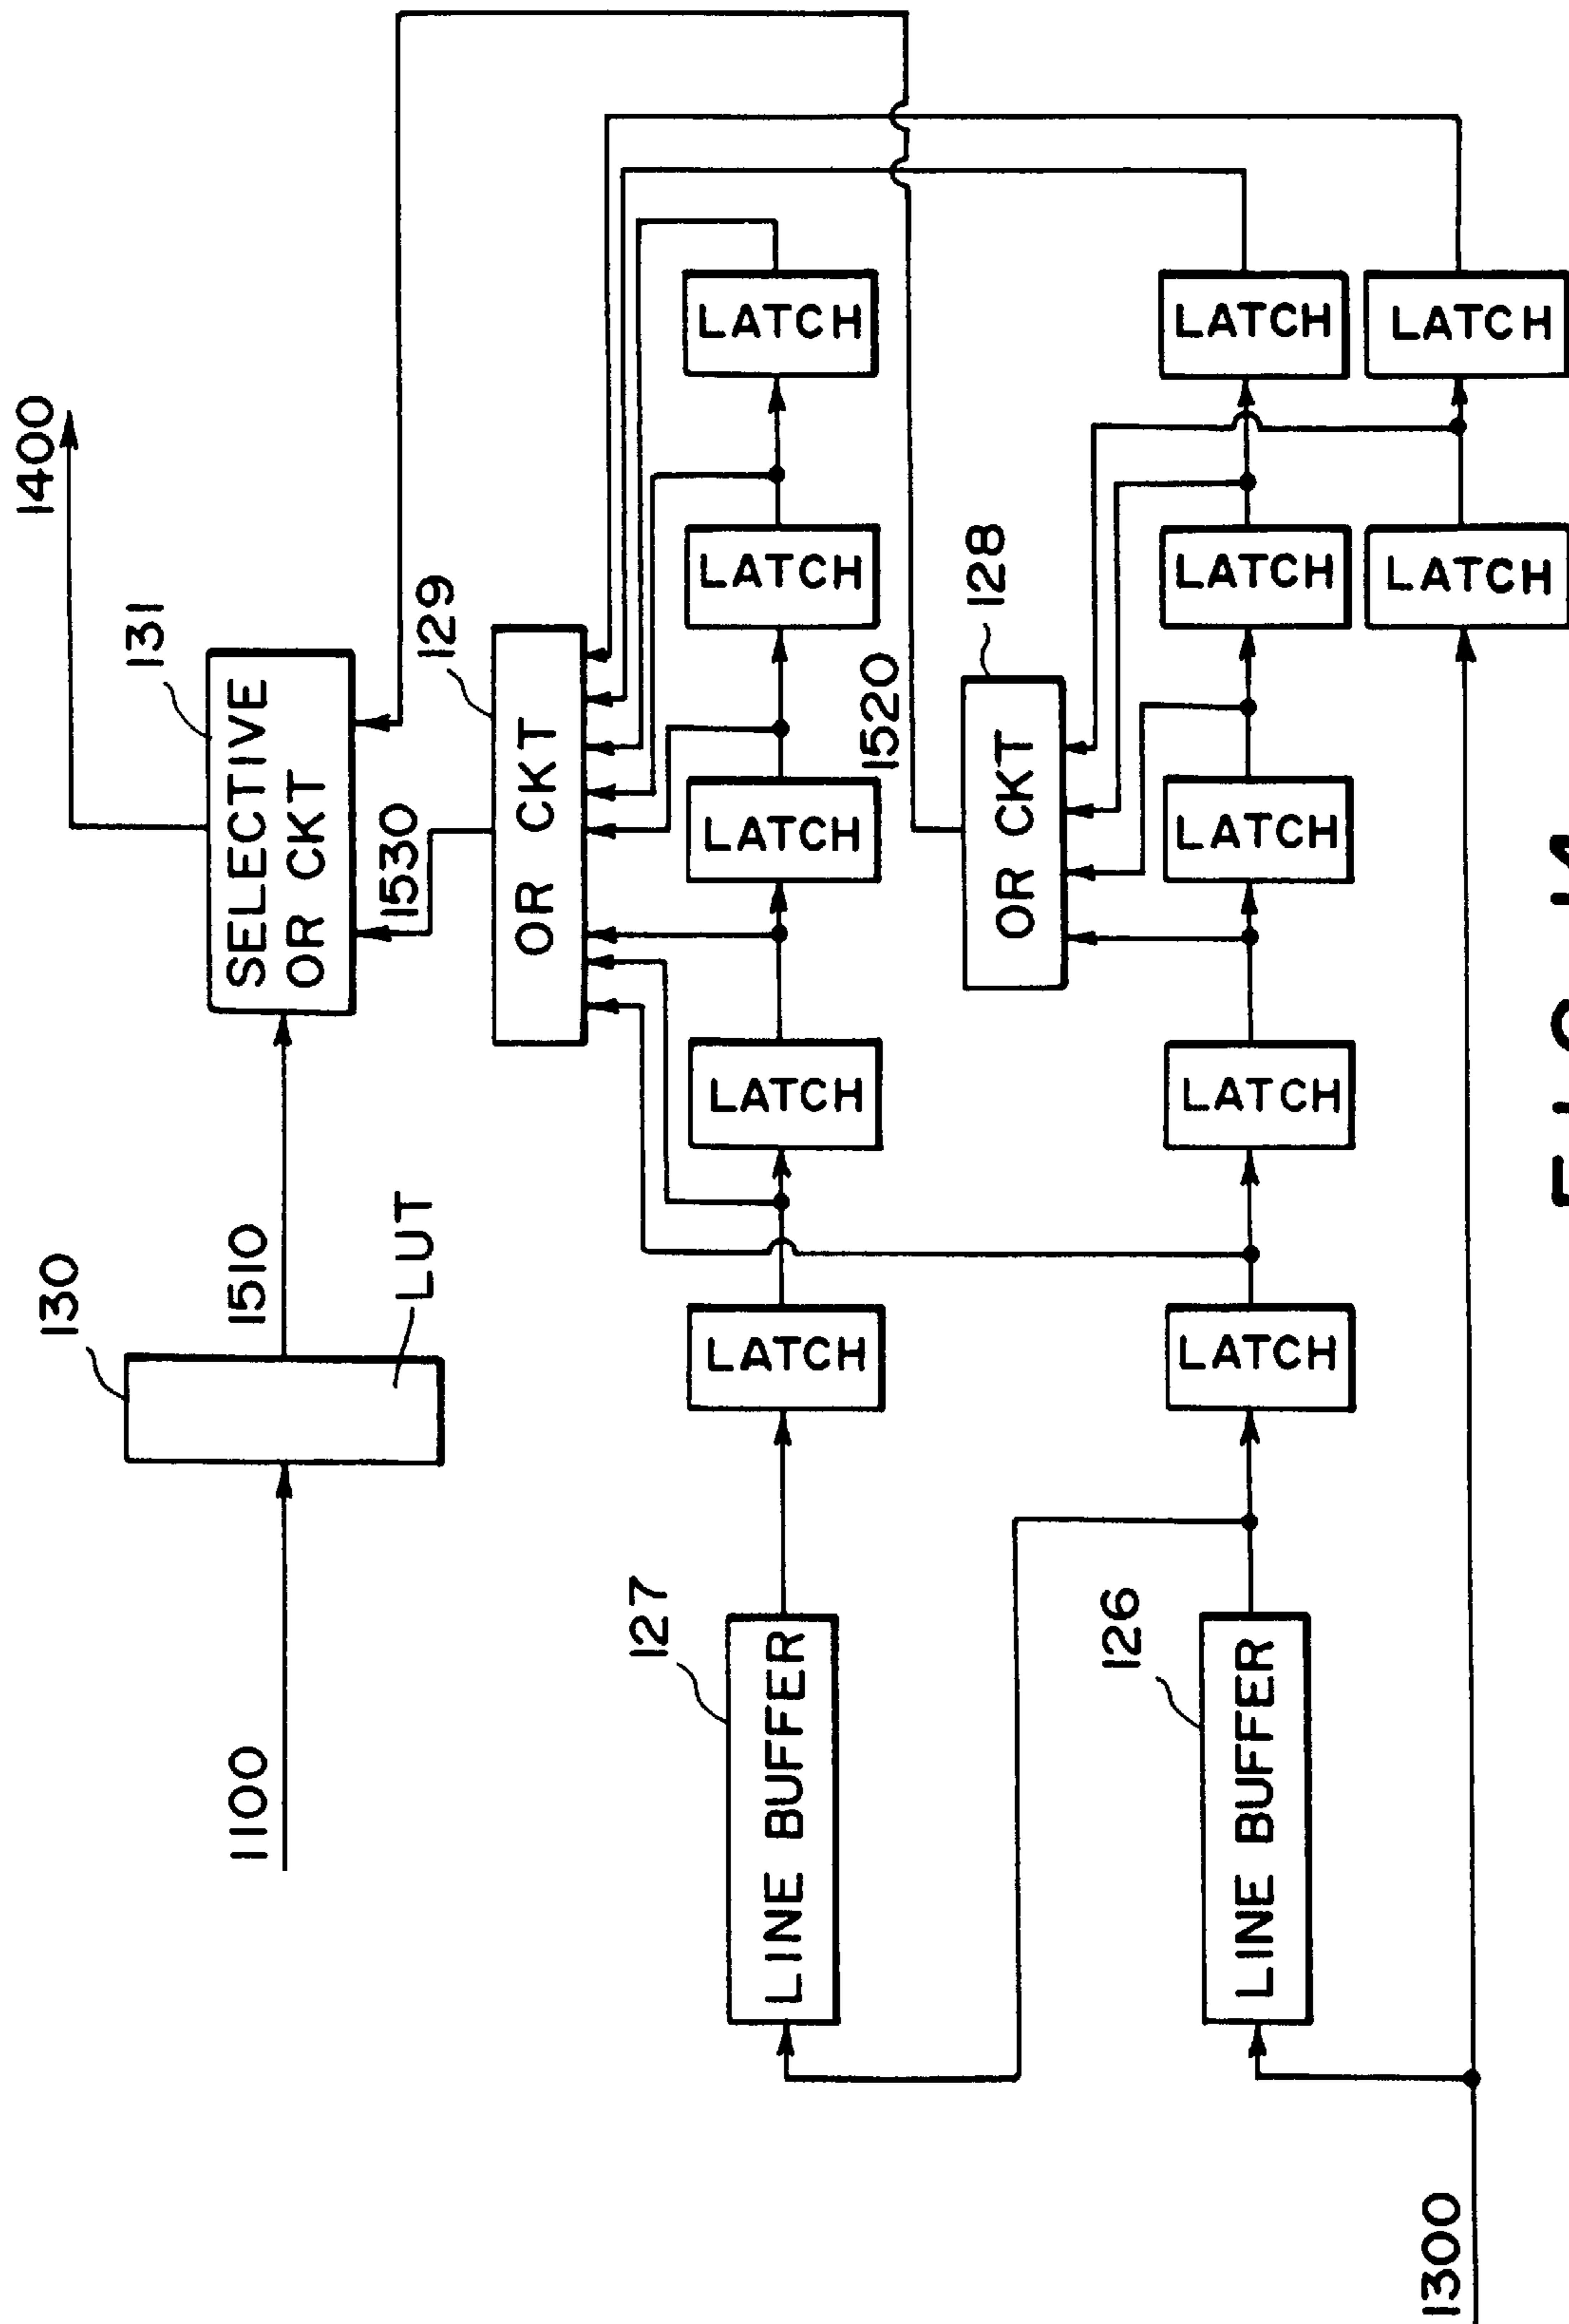 1400
130
131
1100
1510
SELECTIVE
OR CKT
LUT
1530
129
OR CKT
127
LINE BUFFER
LATCH
LATCH
LATCH
LATCH
LATCH
1520
128
OR CKT
126
LINE BUFFER
LATCH
LATCH
LATCH
LATCH
LATCH
LATCH
LATCH
1300